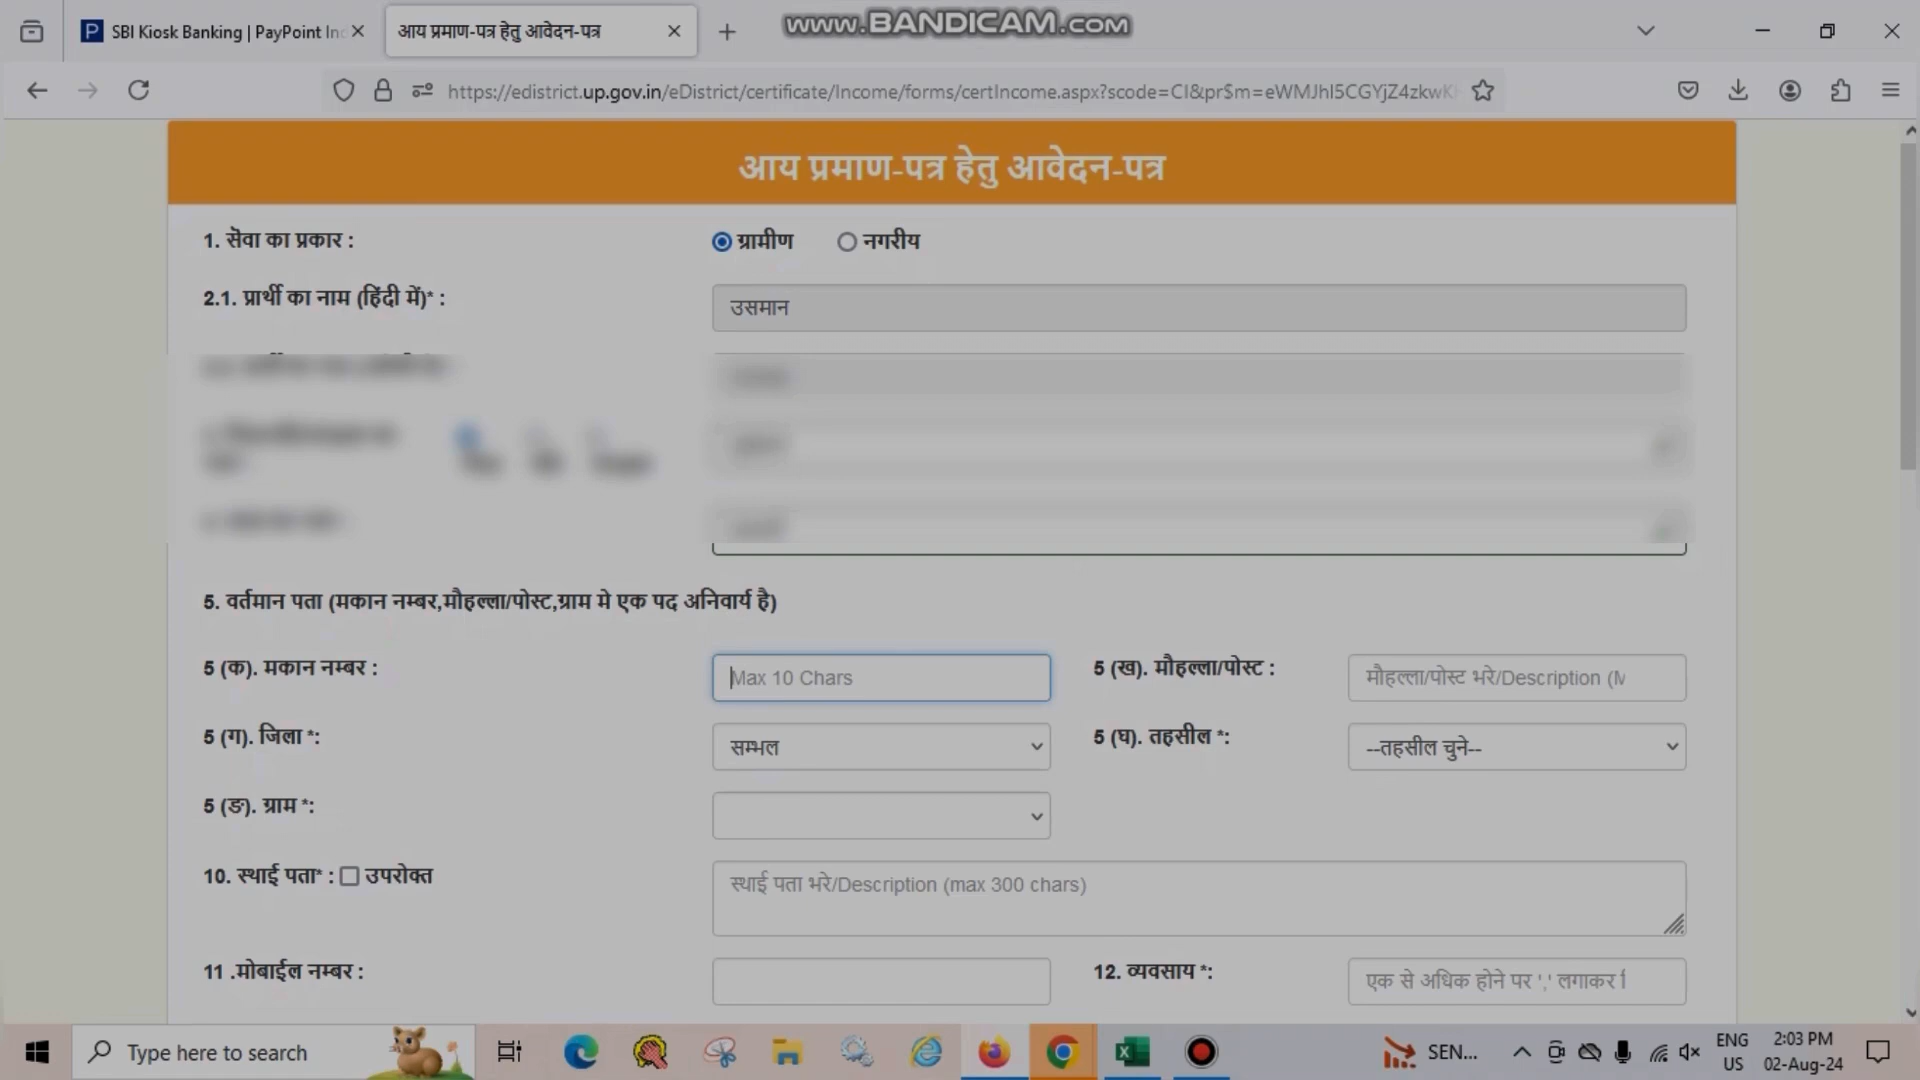 SBI Kiosk Banking | PayPoint Inc
आय प्रमाण-पत्र हेतु आवेदन-पत्र
www.BANDICAM.com
https://edistrict.up.gov.in/eDistrict/certificate/Income/forms/certIncome.aspx?scode=CI&pr$m=eWMJhl5CGYjZ4zkwK
आय प्रमाण-पत्र हेतु आवेदन-पत्र
1. सेवा का प्रकार : ग्रामीण नगरीय
2.1. प्रार्थी का नाम (हिंदी में)* : उसमान
5. वर्तमान पता (मकान नम्बर,मौहल्ला/पोस्ट,ग्राम मे एक पद अनिवार्य है)
5 (क). मकान नम्बर : Max 10 Chars 5 (ख). मौहल्ला/पोस्ट : मौहल्ला/पोस्ट भरे/Description (M
5 (ग). जिला *: सम्भल 5 (घ). तहसील *: --तहसील चुने--
5 (ङ). ग्राम *:
10. स्थाई पता* : उपरोक्त स्थाई पता भरे/Description (max 300 chars)
11 .मोबाईल नम्बर : 12. व्यवसाय *: एक से अधिक होने पर ',' लगाकर
Type here to search SEN... ENG US 2:03 PM 02-Aug-24